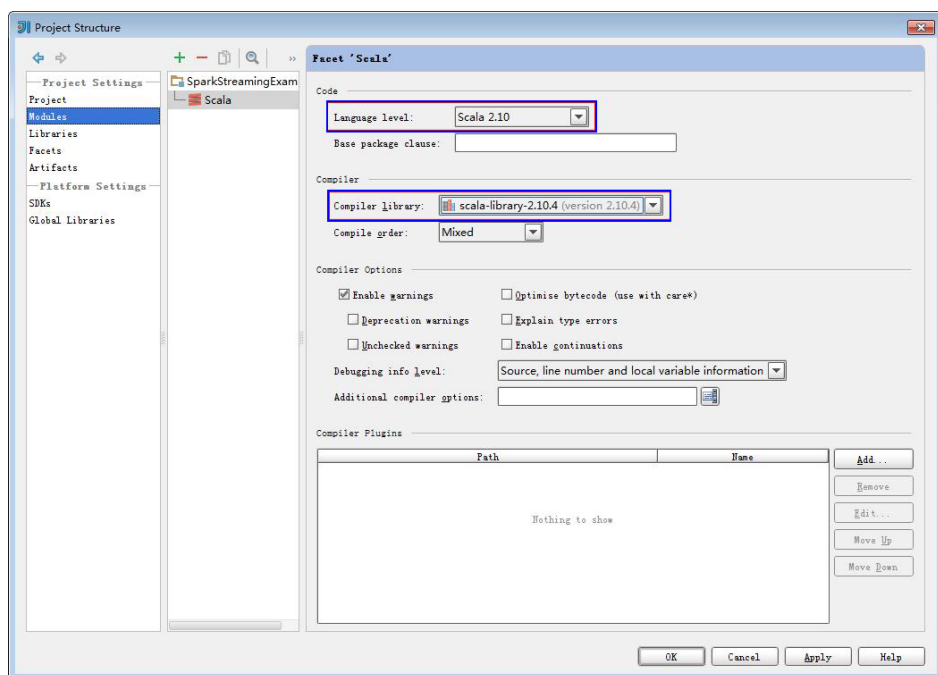 Project Structure
Project Settings
Project
Modules
Libraries
Facets
Artifacts
Platform Settings
SDKs
Global Libraries
»
SparkStreamingExam
Scala
Facet 'Scala'
Code
Language level: Scala 2.10
Base package clause:
Compiler
Compiler library: scala-library-2.10.4 (version 2.10.4)
Compile order: Mixed
Compiler Options
Enable warnings Optimise bytecode (use with care*)
Deprecation warnings Explain type errors
Unchecked warnings Enable continuations
Debugging info level: Source, line number and local variable information
Additional compiler options:
Compiler Plugins
Path Name
Nothing to show
Add...
Remove
Edit...
Move Up
Move Down
OK Cancel Apply Help